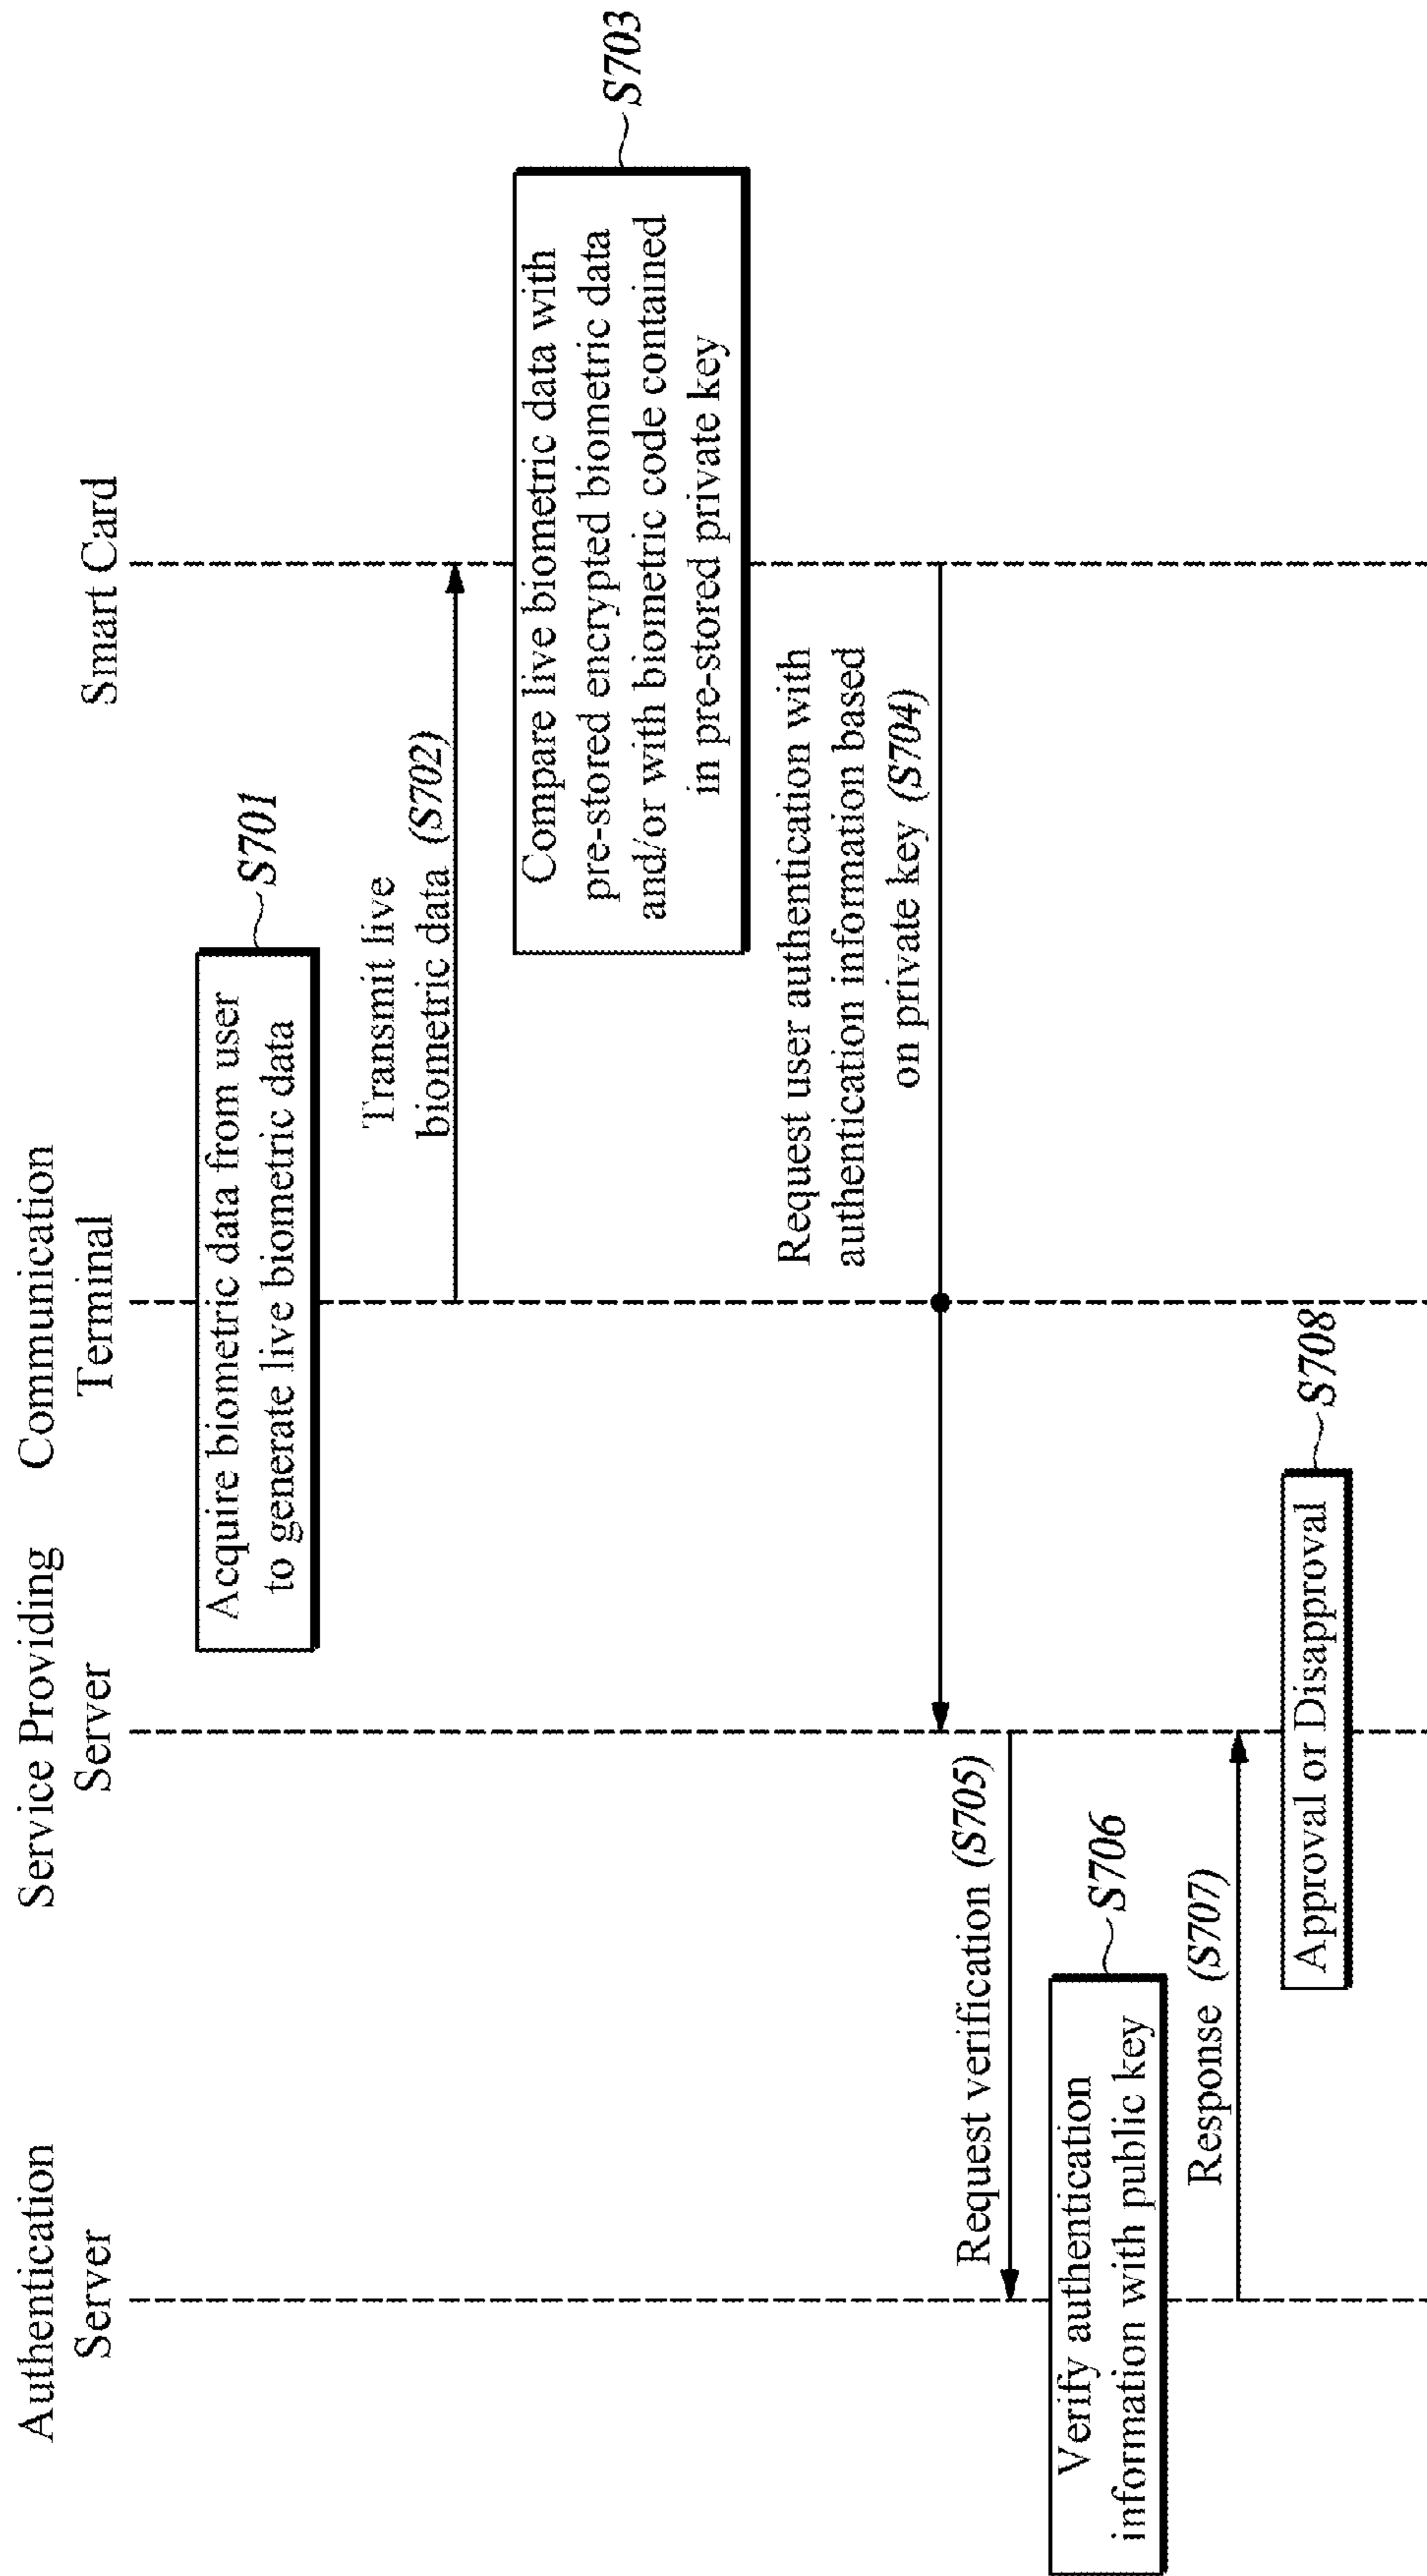 Authentication
Server
Service Providing
Server
Communication
Terminal
Smart Card
Acquire biometric data from user
to generate live biometric data
S701
Transmit live
biometric data (S702)
Compare live biometric data with
pre-stored encrypted biometric data
and/or with biometric code contained
in pre-stored private key
S703
Request user authentication with
authentication information based
on private key (S704)
Request verification (S705)
Verify authentication
information with public key
S706
Response (S707)
Approval or Disapproval
S708